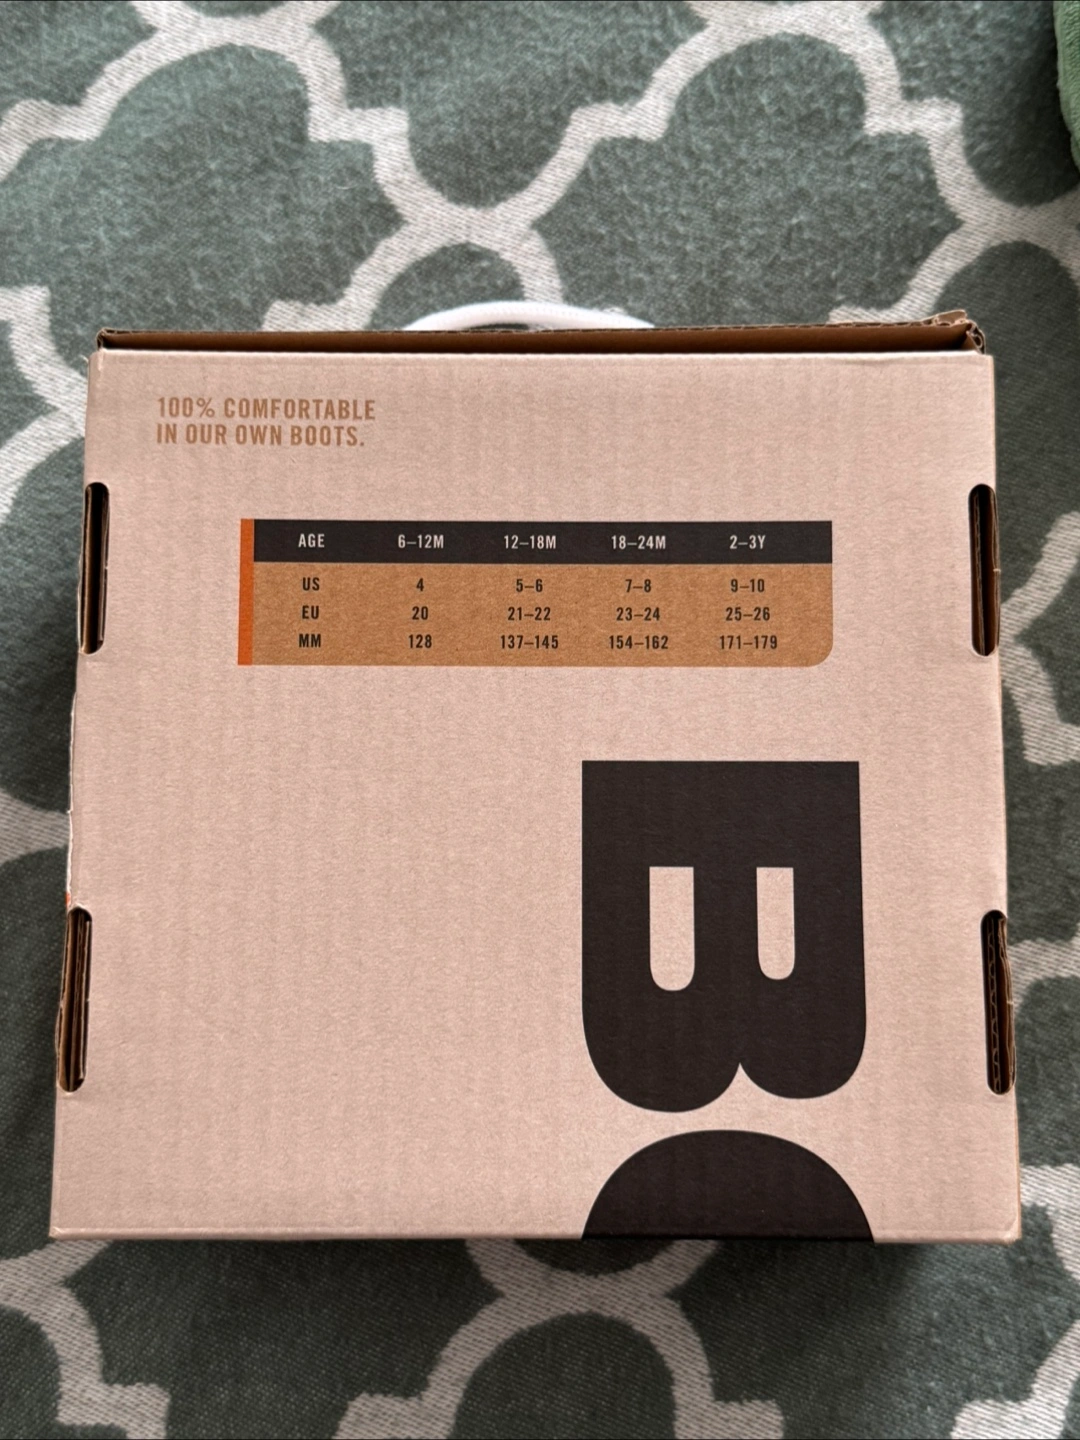 100% COMFORTABLE
IN OUR OWN BOOTS.
AGE 6–12M 12–18M 18–24M 2–3Y
US 4 5–6 7–8 9–10
EU 20 21–22 23–24 25–26
MM 128 137–145 154–162 171–179
B